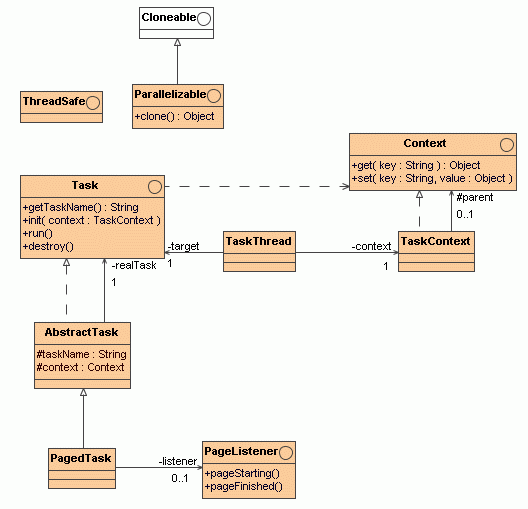 Cloneable
ThreadSafe
Parallelizable
+clone() : Object
Context
+get( key : String ) : Object
+set( key : String, value : Object )
Task
+getTaskName() : String
+init( context : TaskContext )
+run()
+destroy()
#parent
0..1
-target
1
TaskThread
-context
1
TaskContext
-realTask
1
AbstractTask
#taskName : String
#context : Context
PagedTask
-listener
0..1
PageListener
+pageStarting()
+pageFinished()